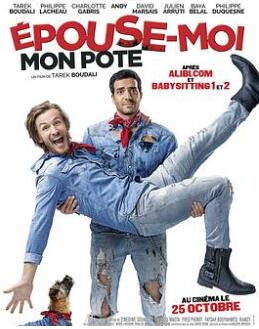 TAREK BOUDALI PHILIPPE LACHEAU CHARLOTTE GABRIS ANDY DAVID MARSAIS JULIEN ARRUTI BAYA BELAL PHILIPPE DUQUESNE
ÉPOUSE-MOI
MON POTE
UN FILM DE TAREK BOUDALI
APRÈS
ALIBI.COM
ET
BABYSITTING 1 ET 2
AU CINÉMA LE
25 OCTOBRE